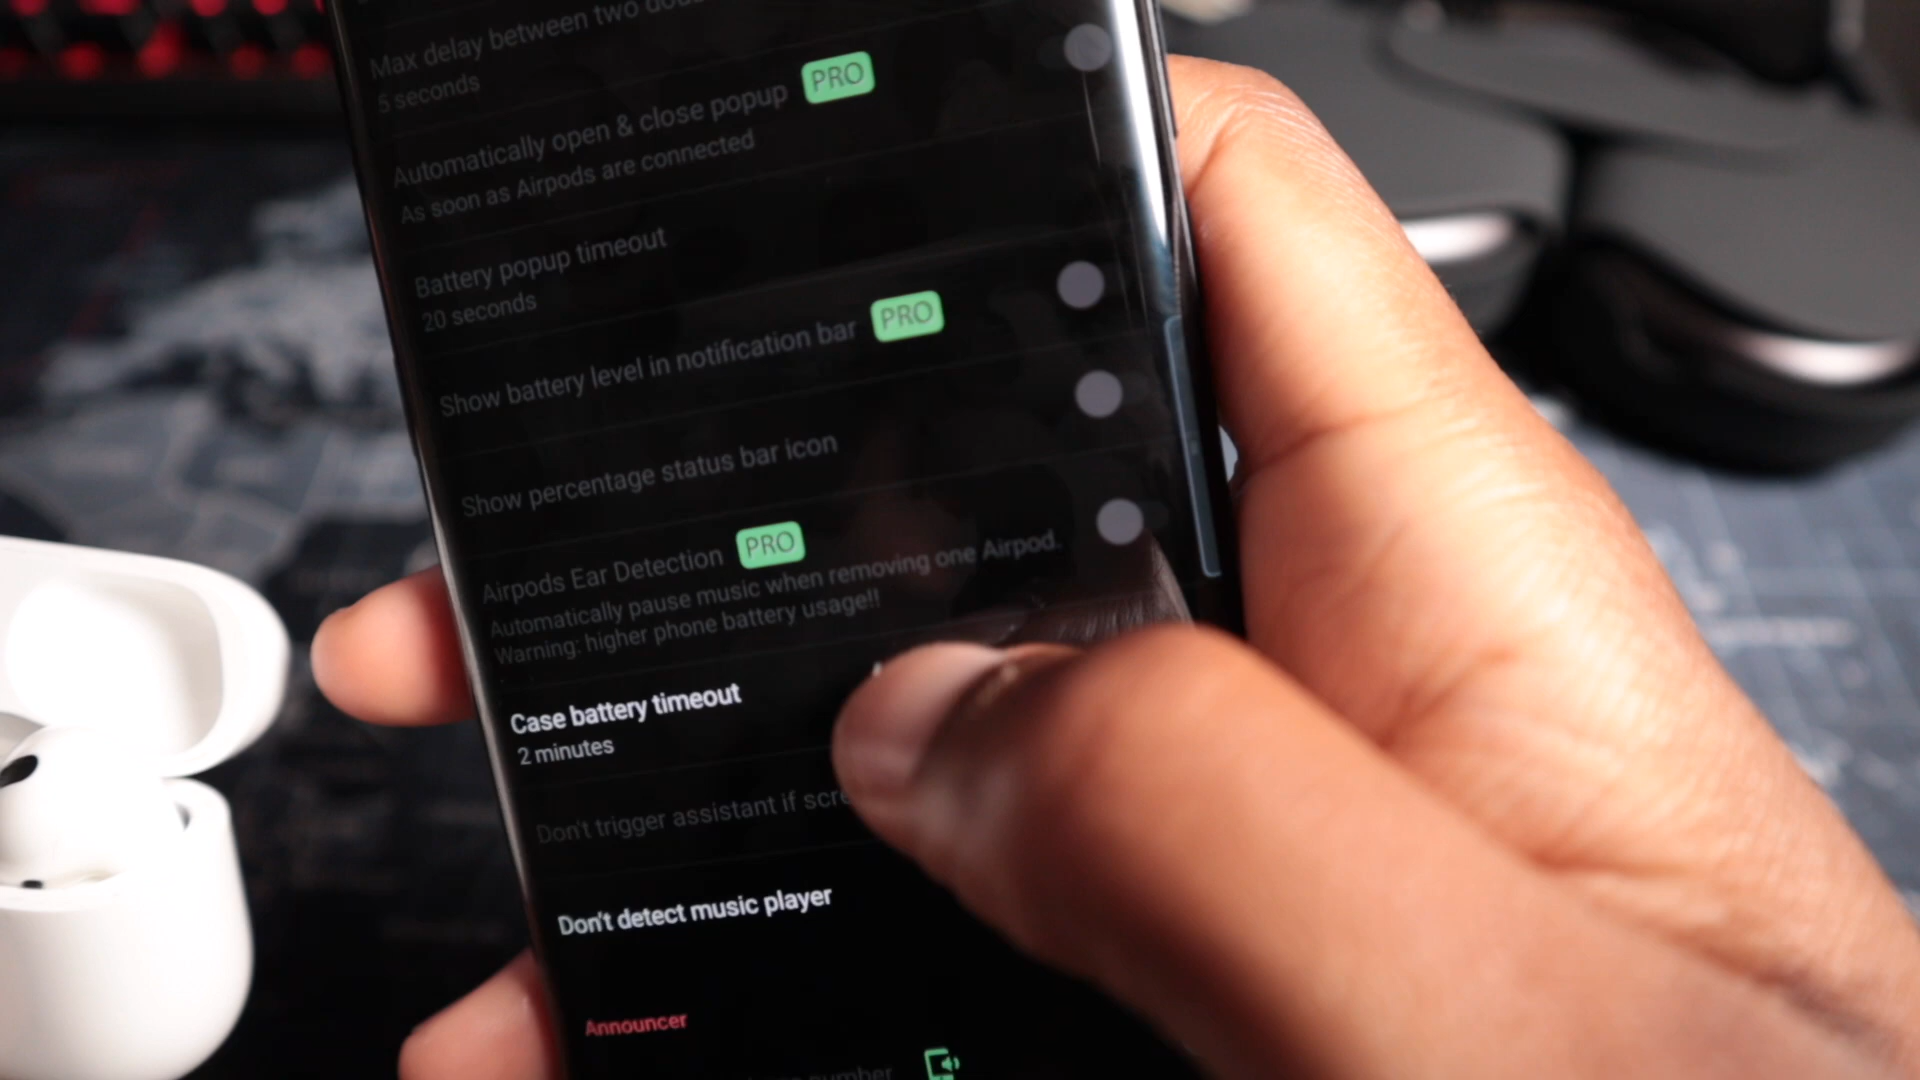 Max delay between two
5 seconds
Automatically open & close popup PRO
As soon as Airpods are connected
Battery popup timeout
20 seconds
Show battery level in notification bar PRO
Show percentage status bar icon
Airpods Ear Detection PRO
Automatically pause music when removing one Airpod.
Warning: higher phone battery usage!!
Case battery timeout
2 minutes
Don't trigger assistant if
Don't detect music player
Announcer
number